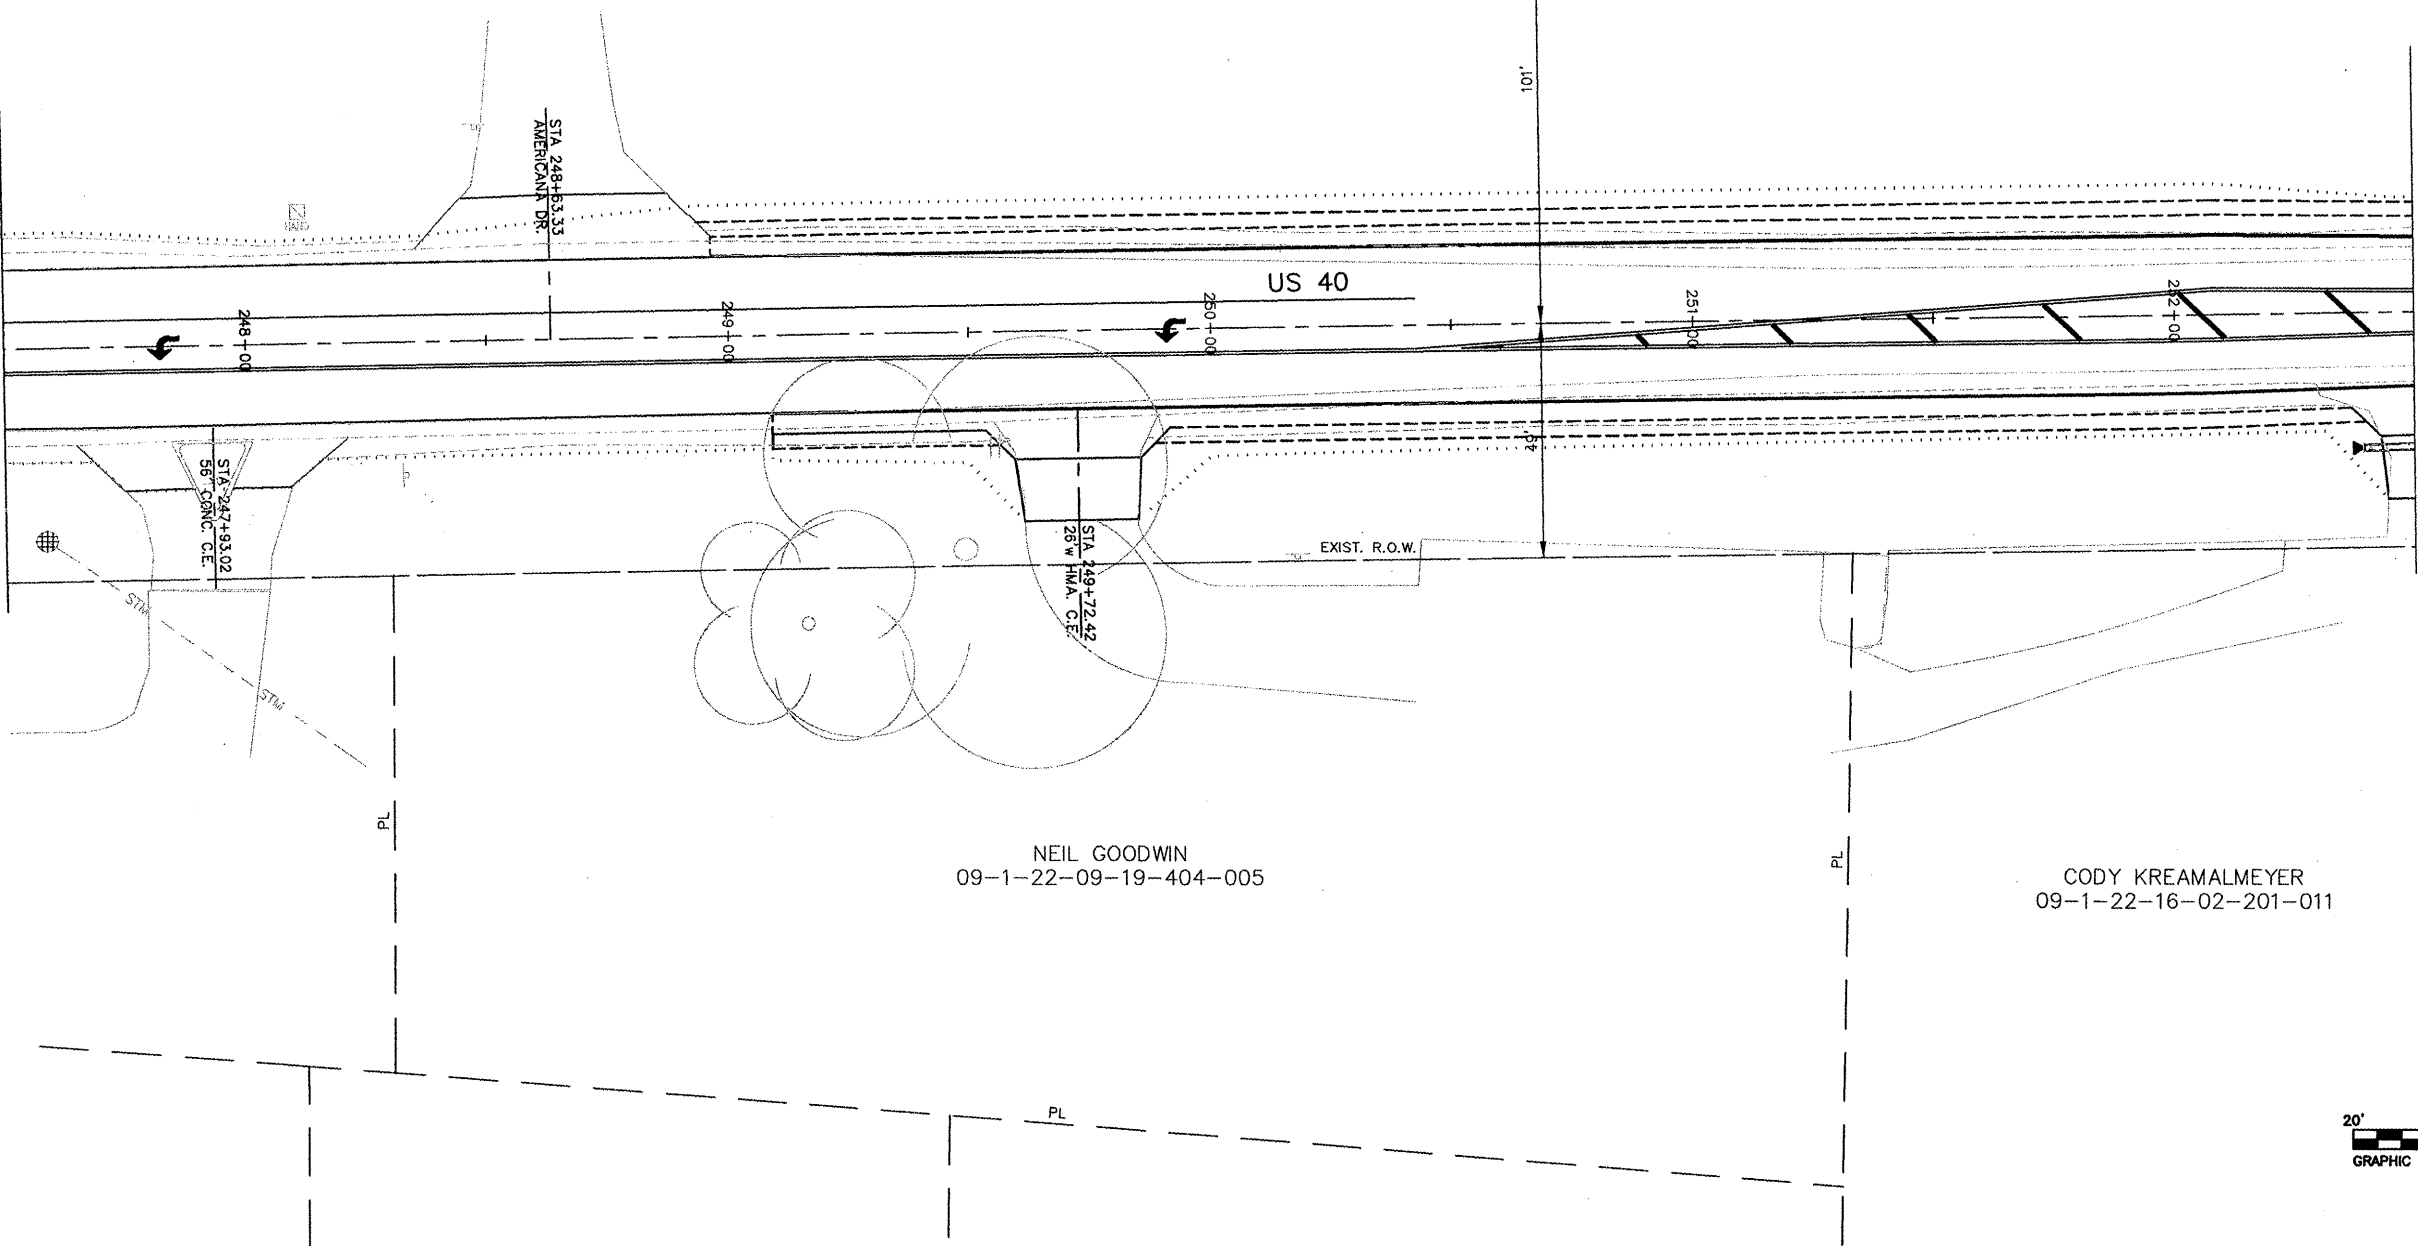 101'
STA 248+63.33
AMERICANA DR.
US 40
248+00
249+00
250+00
251+00
252+00
STA 247+93.02
56' CONC. C.E.
STA 249+72.42
26'w HMA. C.E.
49'
EXIST. R.O.W.
STM
STM
PL
PL
PL
NEIL GOODWIN
09-1-22-09-19-404-005
CODY KREAMALMEYER
09-1-22-16-02-201-011
20'
GRAPHIC